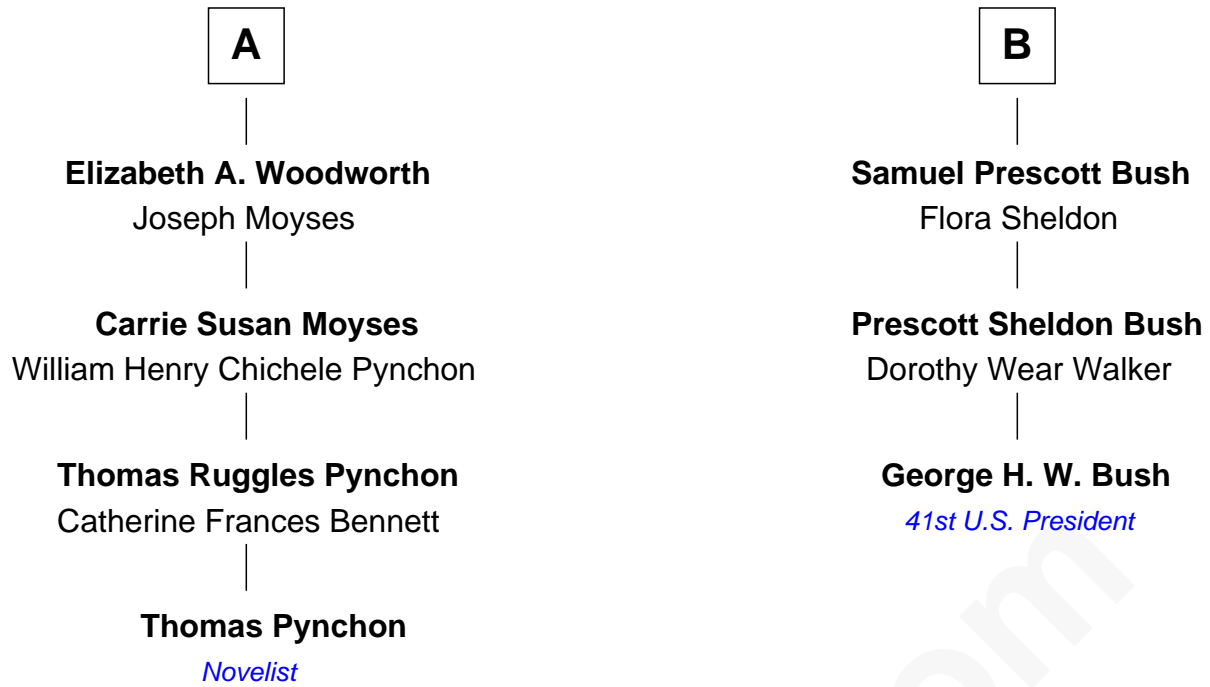 A
B
Elizabeth A. Woodworth
Joseph Moyses
Samuel Prescott Bush
Flora Sheldon
Carrie Susan Moyses
William Henry Chichele Pynchon
Prescott Sheldon Bush
Dorothy Wear Walker
Thomas Ruggles Pynchon
Catherine Frances Bennett
George H. W. Bush
41st U.S. President
Thomas Pynchon
Novelist
om